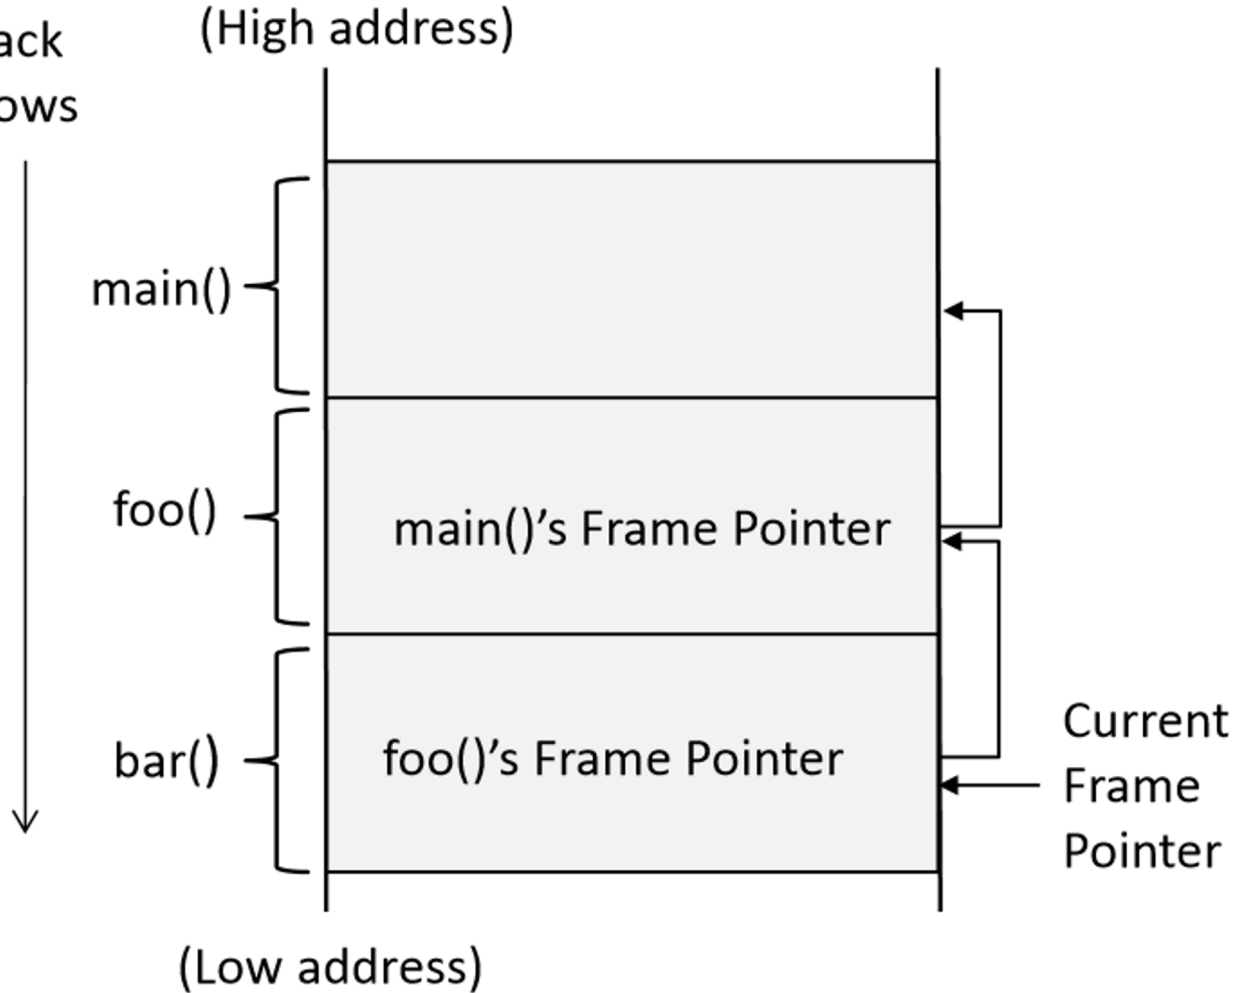 (High address)
ack
ows
main()
foo()
main()’s Frame Pointer
bar()
foo()’s Frame Pointer
Current
Frame
Pointer
(Low address)